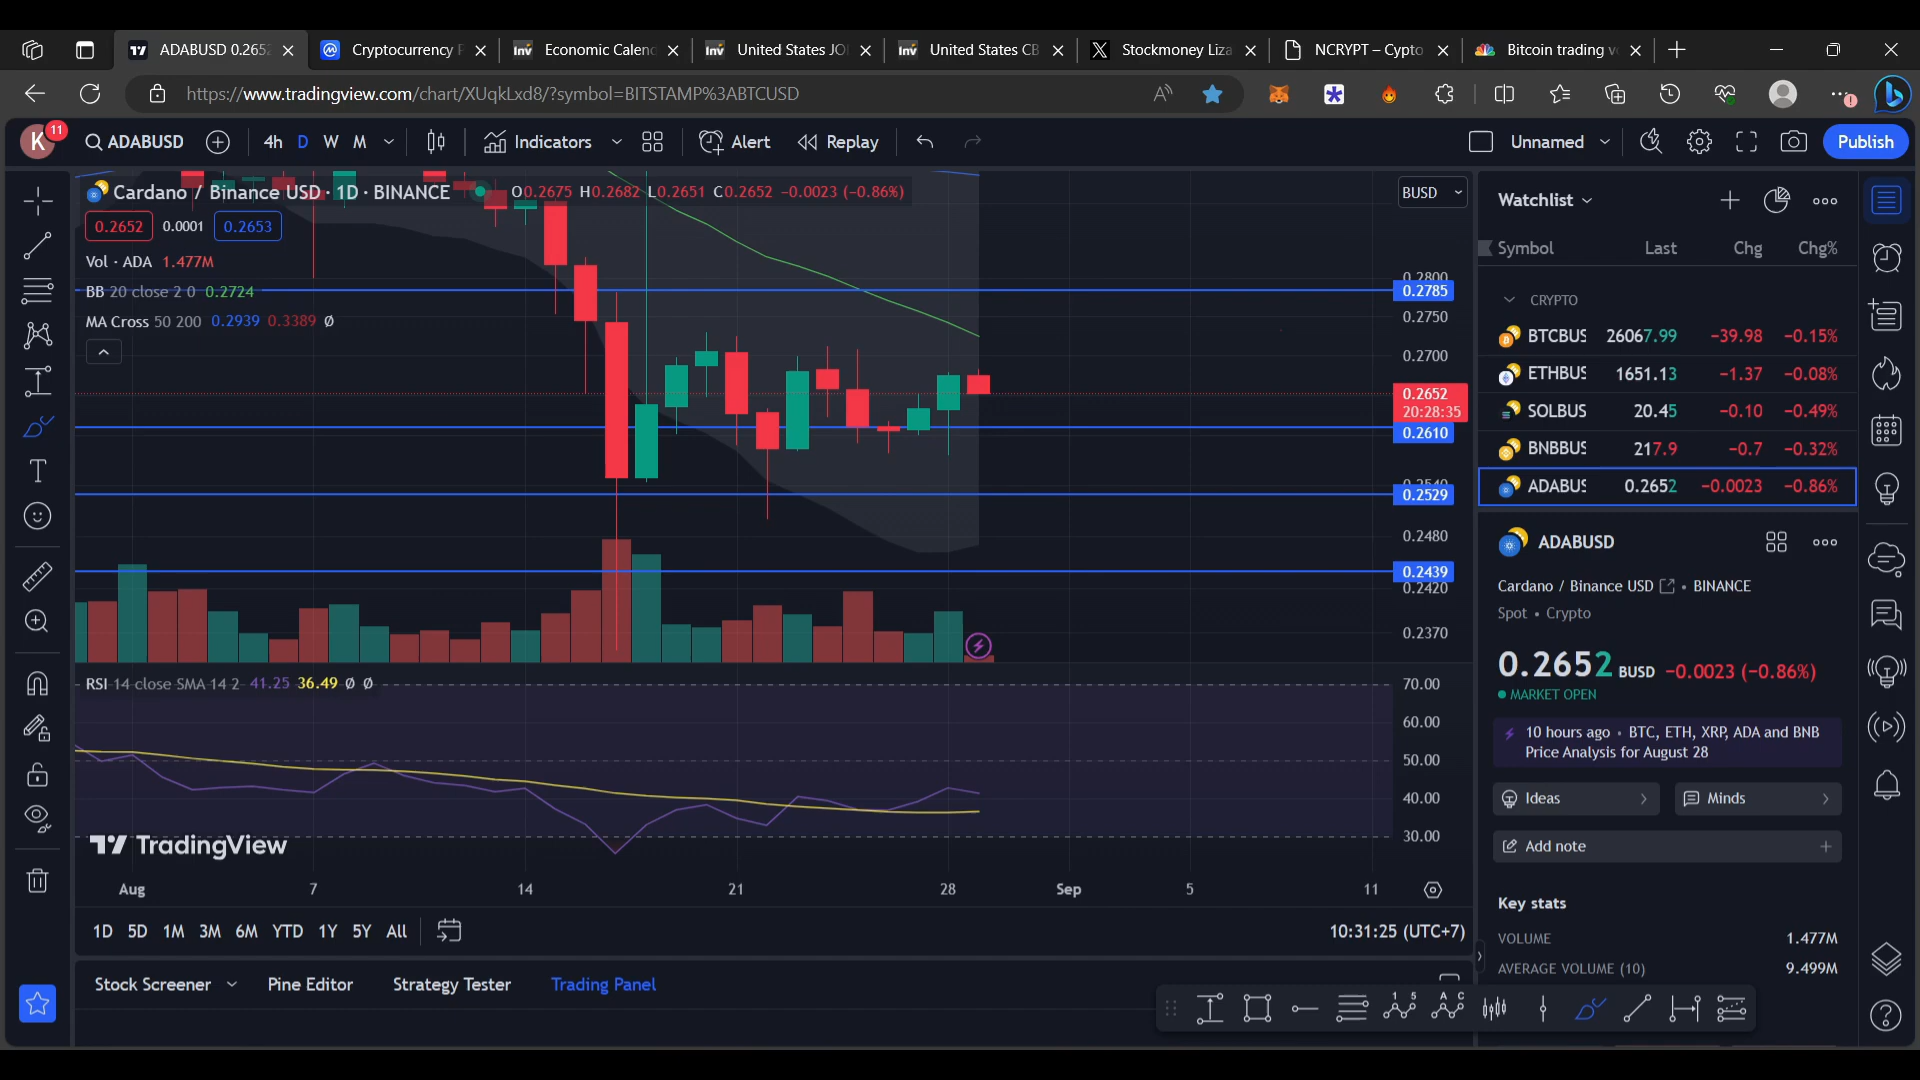 ADABUSD 0.2652
Cryptocurrency P
Economic Calend
United States JO
United States CB
Stockmoney Liza
NCRYPT – Cypto
Bitcoin trading v
https://www.tradingview.com/chart/XUqkLxd8/?symbol=BITSTAMP%3ABTCUSD
K
11
ADABUSD
4h
D
W
M
Indicators
Alert
Replay
Unnamed
Publish
Cardano / Binance USD · 1D · BINANCE
O0.2675 H0.2682 L0.2651 C0.2652 −0.0023 (−0.86%)
BUSD
0.2652
0.0001
0.2653
Vol · ADA 1.477M
BB 20 close 2 0 0.2724
MA Cross 50 200 0.2939 0.3389 Ø
0.2800
0.2785
0.2750
0.2700
0.2652
20:28:35
0.2610
0.2540
0.2529
0.2480
0.2439
0.2420
0.2370
RSI 14 close SMA 14 2 41.25 36.49 Ø Ø
70.00
60.00
50.00
40.00
30.00
TradingView
Aug
7
14
21
28
Sep
5
11
1D
5D
1M
3M
6M
YTD
1Y
5Y
All
10:31:25 (UTC+7)
Stock Screener
Pine Editor
Strategy Tester
Trading Panel
Watchlist
Symbol Last Chg Chg%
CRYPTO
BTCBUS 26067.99 −39.98 −0.15%
ETHBUS 1651.13 −1.37 −0.08%
SOLBUS 20.45 −0.10 −0.49%
BNBBUS 217.9 −0.7 −0.32%
ADABUS 0.2652 −0.0023 −0.86%
ADABUSD
Cardano / Binance USD • BINANCE
Spot • Crypto
0.2652 BUSD −0.0023 (−0.86%)
MARKET OPEN
10 hours ago • BTC, ETH, XRP, ADA and BNB
Price Analysis for August 28
Ideas
Minds
Add note
Key stats
VOLUME 1.477M
AVERAGE VOLUME (10) 9.499M